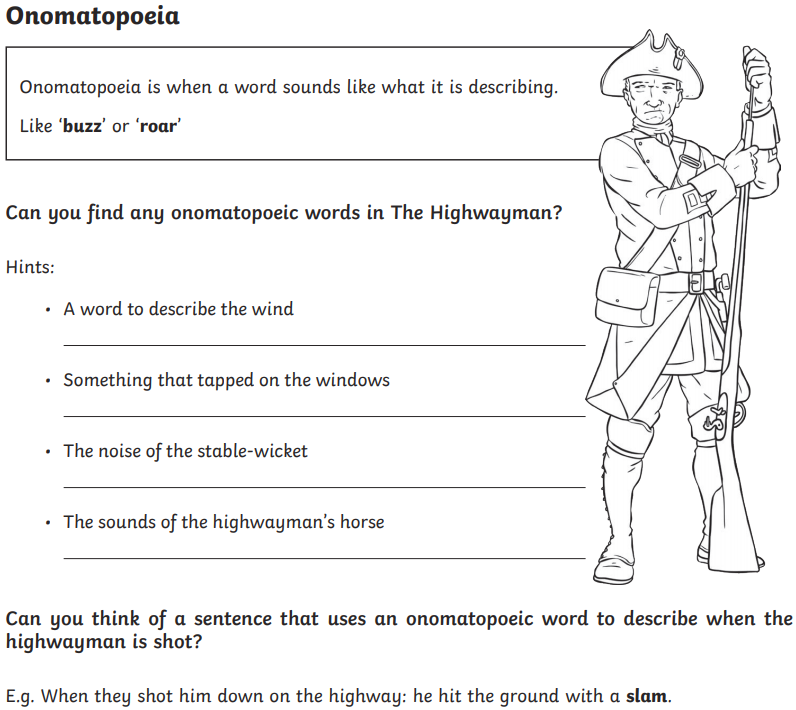 Onomatopoeia
Onomatopoeia is when a word sounds like what it is describing.
Like ‘buzz’ or ‘roar’
Can you find any onomatopoeic words in The Highwayman?
Hints:
• A word to describe the wind
• Something that tapped on the windows
• The noise of the stable-wicket
• The sounds of the highwayman’s horse
Can you think of a sentence that uses an onomatopoeic word to describe when the
highwayman is shot?
E.g. When they shot him down on the highway: he hit the ground with a slam.